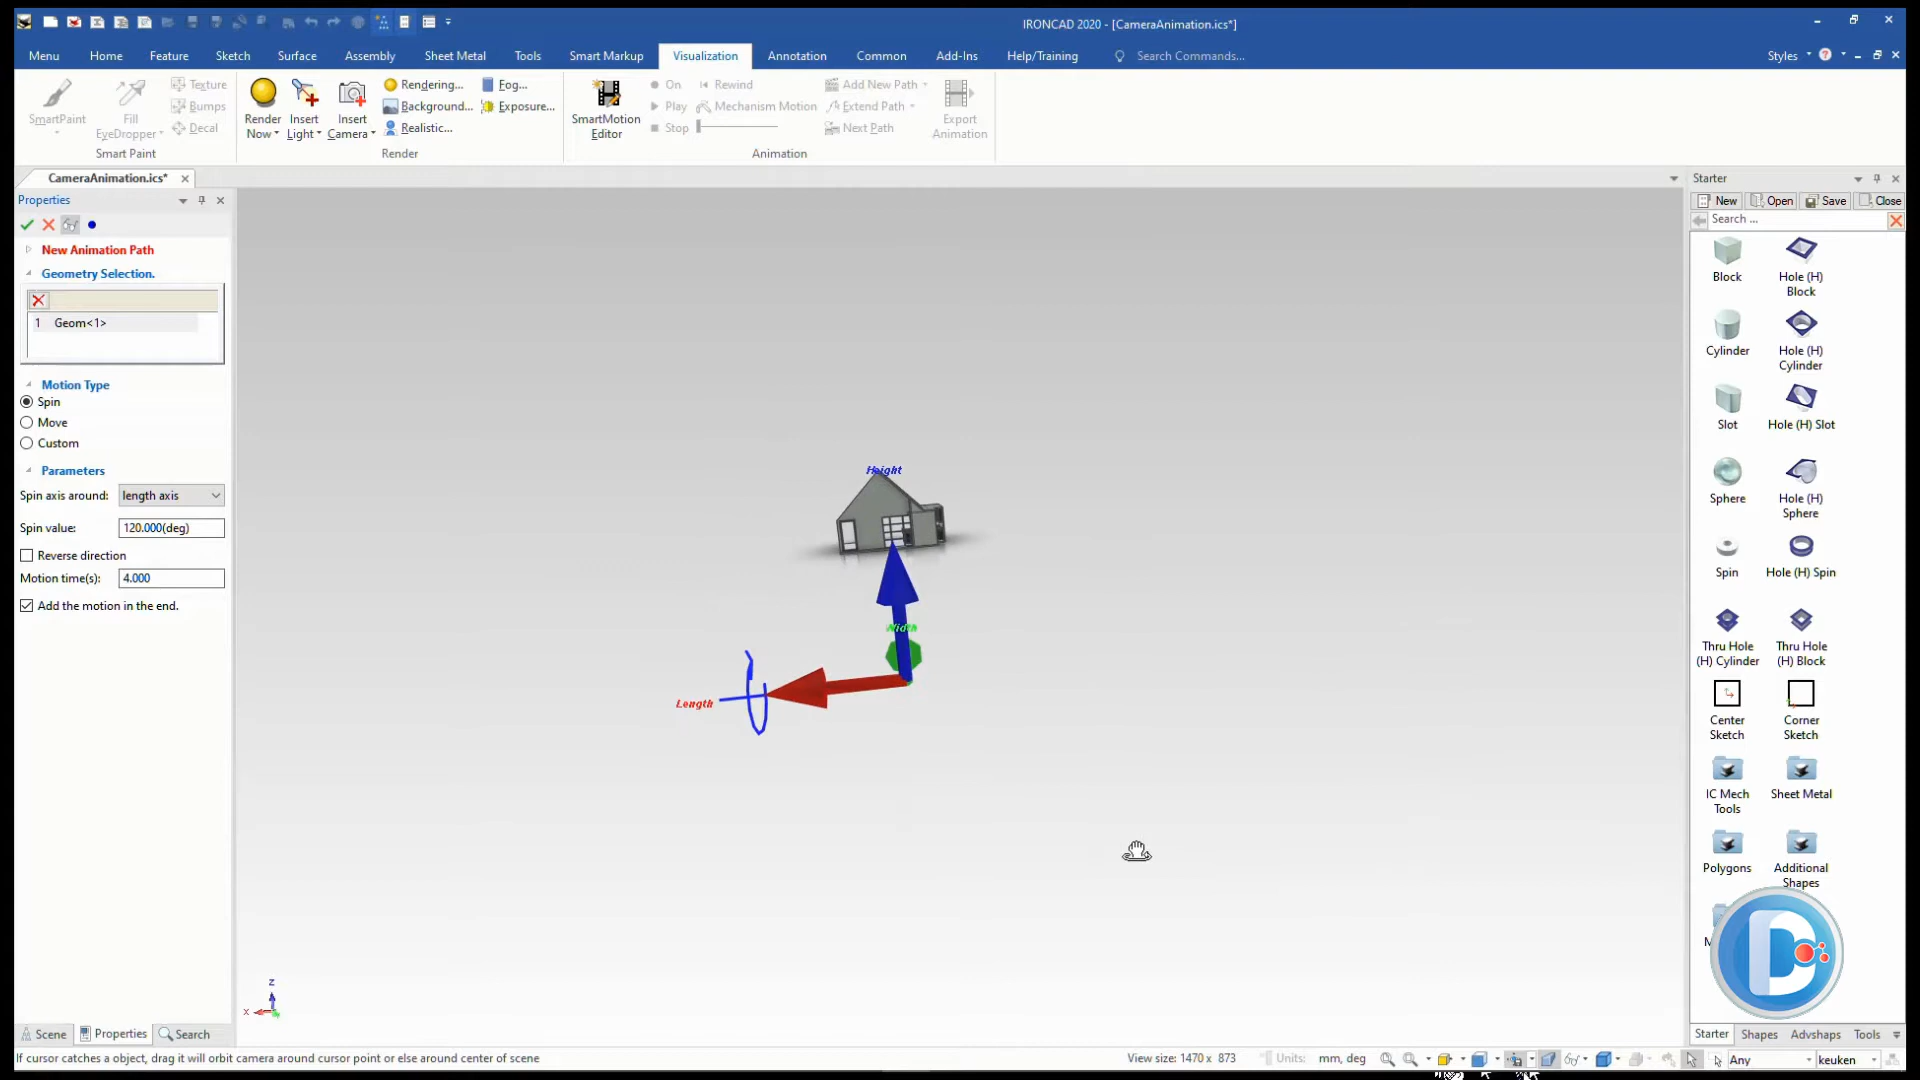 IRONCAD 2020 - [CameraAnimation.ics*]
Menu Home Feature Sketch Surface Assembly Sheet Metal Tools Smart Markup Visualization Annotation Common Add-Ins Help/Training Search Commands... Styles
SmartPaint
Fill EyeDropper
Texture
Bumps
Decal
Smart Paint
Render Now
Insert Light
Insert Camera
Rendering...
Background...
Realistic...
Fog...
Exposure...
Render
SmartMotion Editor
On
Play
Stop
Rewind
Mechanism Motion
Add New Path
Extend Path
Next Path
Export Animation
Animation
CameraAnimation.ics*
Properties
New Animation Path
Geometry Selection.
1 Geom<1>
Motion Type
Spin
Move
Custom
Parameters
Spin axis around: length axis
Spin value: 120.000(deg)
Reverse direction
Motion time(s): 4.000
Add the motion in the end.
Scene Properties Search
Height
Width
Length
Z
X
Starter
New Open Save Close
Search ...
Block
Hole (H) Block
Cylinder
Hole (H) Cylinder
Slot
Hole (H) Slot
Sphere
Hole (H) Sphere
Spin
Hole (H) Spin
Thru Hole (H) Cylinder
Thru Hole (H) Block
Center Sketch
Corner Sketch
IC Mech Tools
Sheet Metal
Polygons
Additional Shapes
Starter Shapes Advshaps Tools
If cursor catches a object, drag it will orbit camera around cursor point or else around center of scene
View size: 1470 x 873
Units: mm, deg
Any
keuken